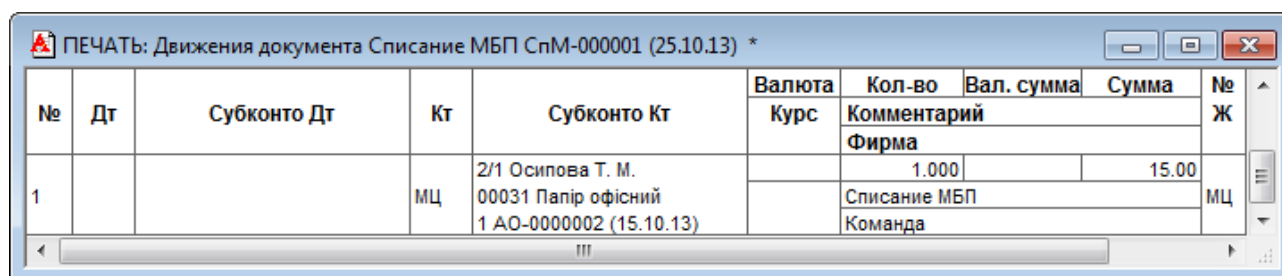 ПЕЧАТЬ: Движения документа Списание МБП СпМ-000001 (25.10.13) *
№ Дт Субконто Дт Кт Субконто Кт Валюта Кол-во Вал. сумма Сумма №
Курс Комментарий Ж
Фирма
2/1 Осипова Т. М. 1.000 15.00
1 МЦ 00031 Папір офісний Списание МБП МЦ
1 АО-0000002 (15.10.13) Команда